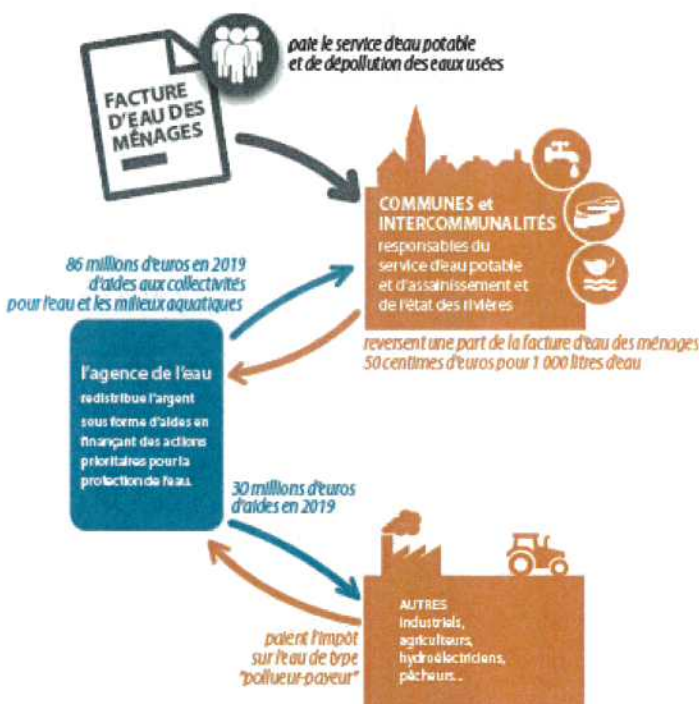 paie le service d'eau potable
et de dépollution des eaux usées
FACTURE
D'EAU DES
MÉNAGES
COMMUNES et
INTERCOMMUNALITÉS
responsables du
service d'eau potable
et d'assainissement et
de l'état des rivières
86 millions d'euros en 2019
d'aides aux collectivités
pour l'eau et les milieux aquatiques
reversent une part de la facture d'eau des ménages
50 centimes d'euros pour 1 000 litres d'eau
l'agence de l'eau
redistribue l'argent
sous forme d'aides en
finançant des actions
prioritaires pour la
protection de l'eau.
30 millions d'euros
d'aides en 2019
paient l'impôt
sur l'eau de type
"pollueur-payeur"
AUTRES
industriels,
agriculteurs,
hydroélectriciens,
pêcheurs...